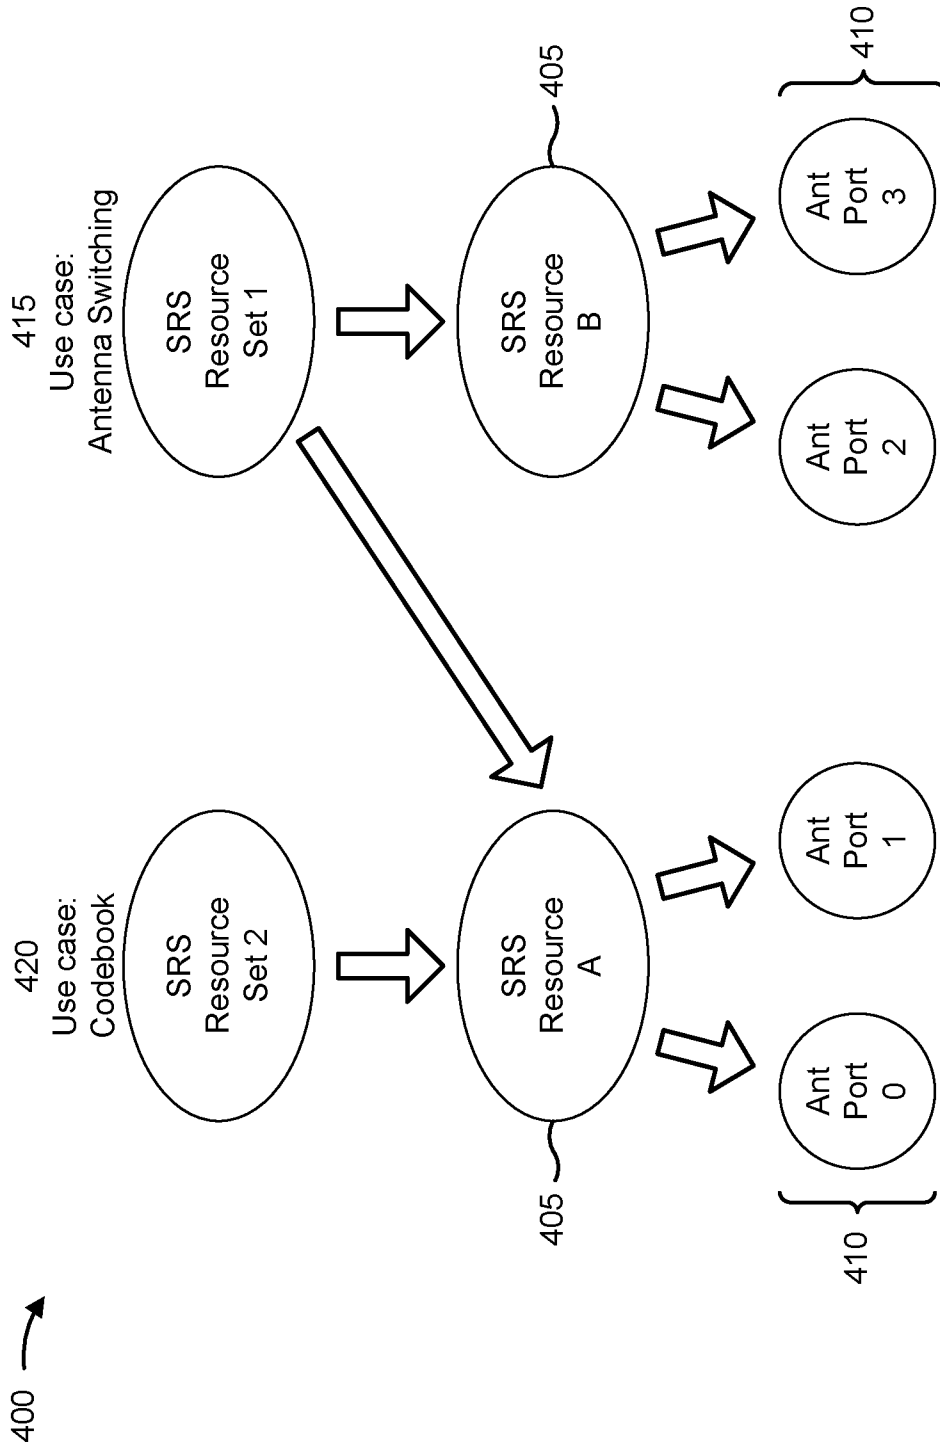 400
420
Use case:
Codebook
415
Use case:
Antenna Switching
SRS
Resource
Set 2
SRS
Resource
Set 1
405
SRS
Resource
A
SRS
Resource
B
405
410
Ant
Port
0
Ant
Port
1
Ant
Port
2
Ant
Port
3
410